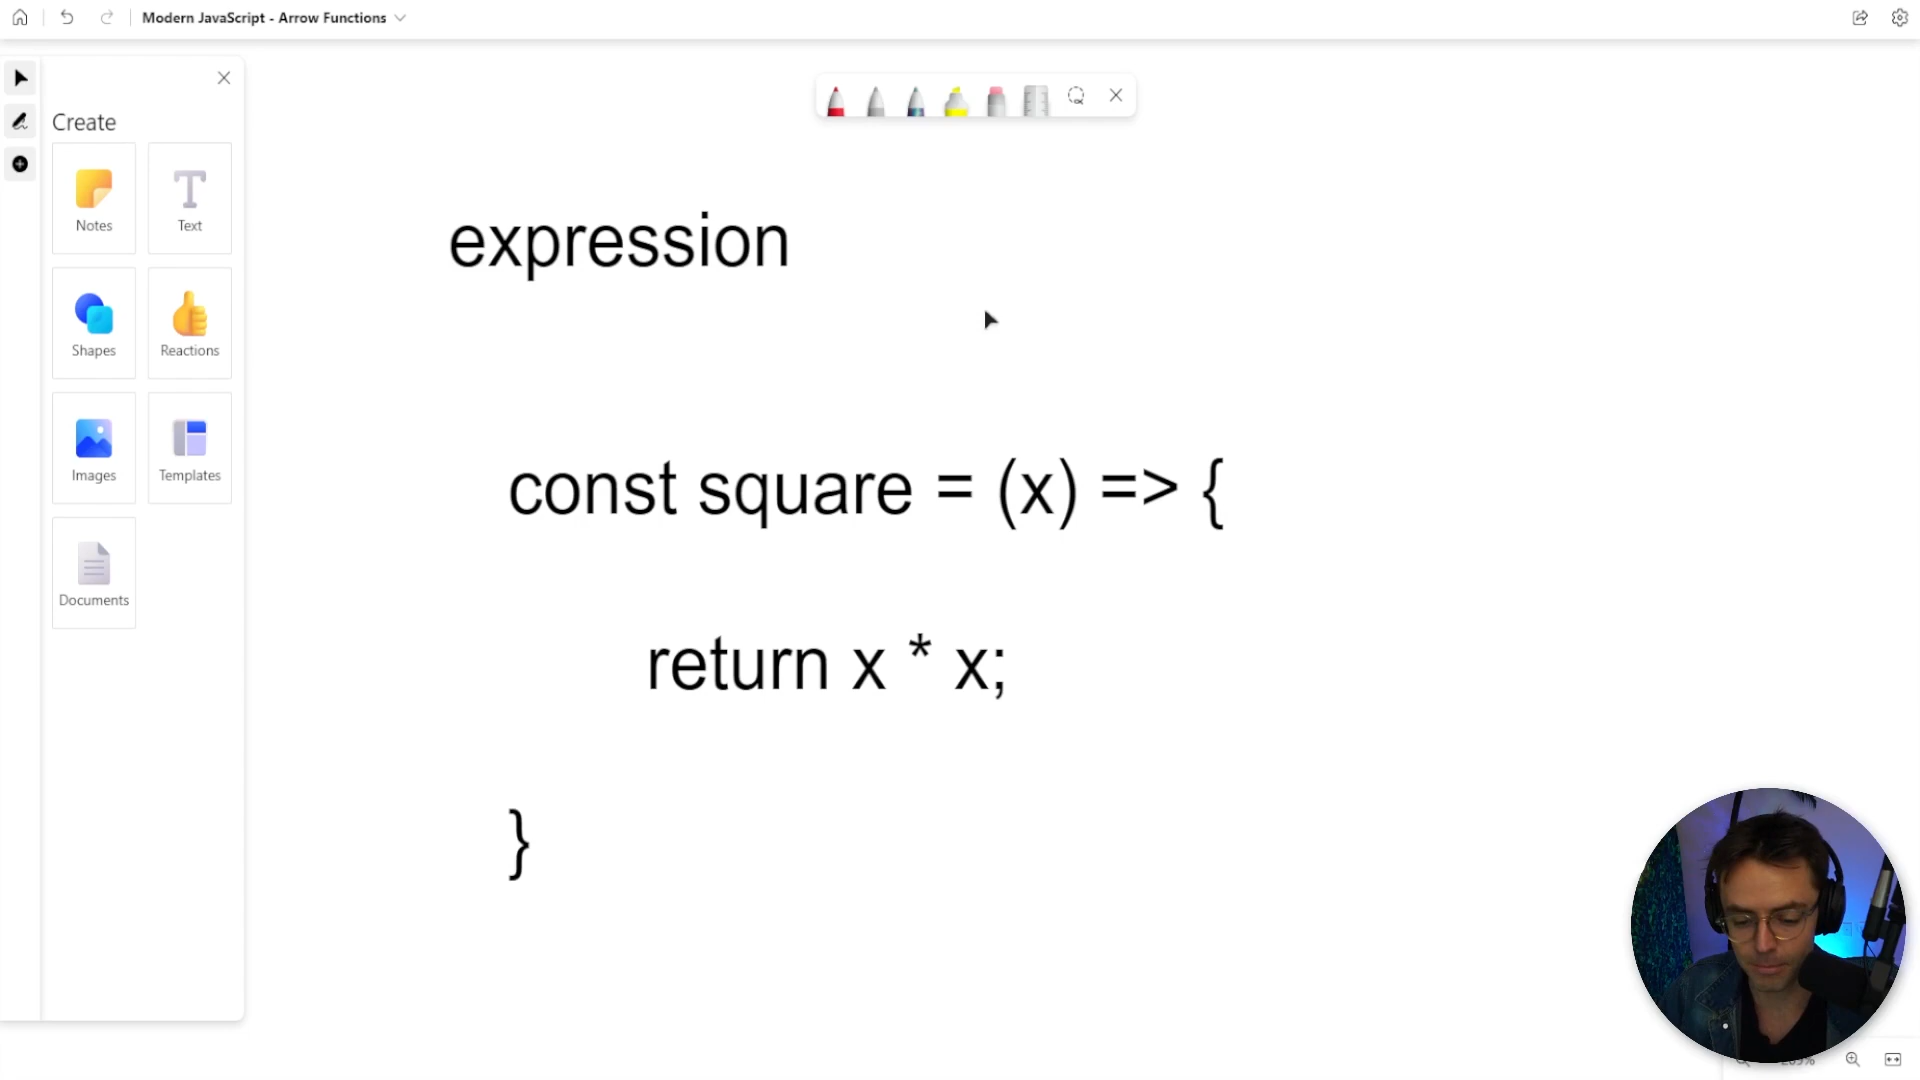 Modern JavaScript - Arrow Functions
Create
Notes
Text
Shapes
Reactions
Images
Templates
Documents
expression
const square = (x) => {
return x * x;
}